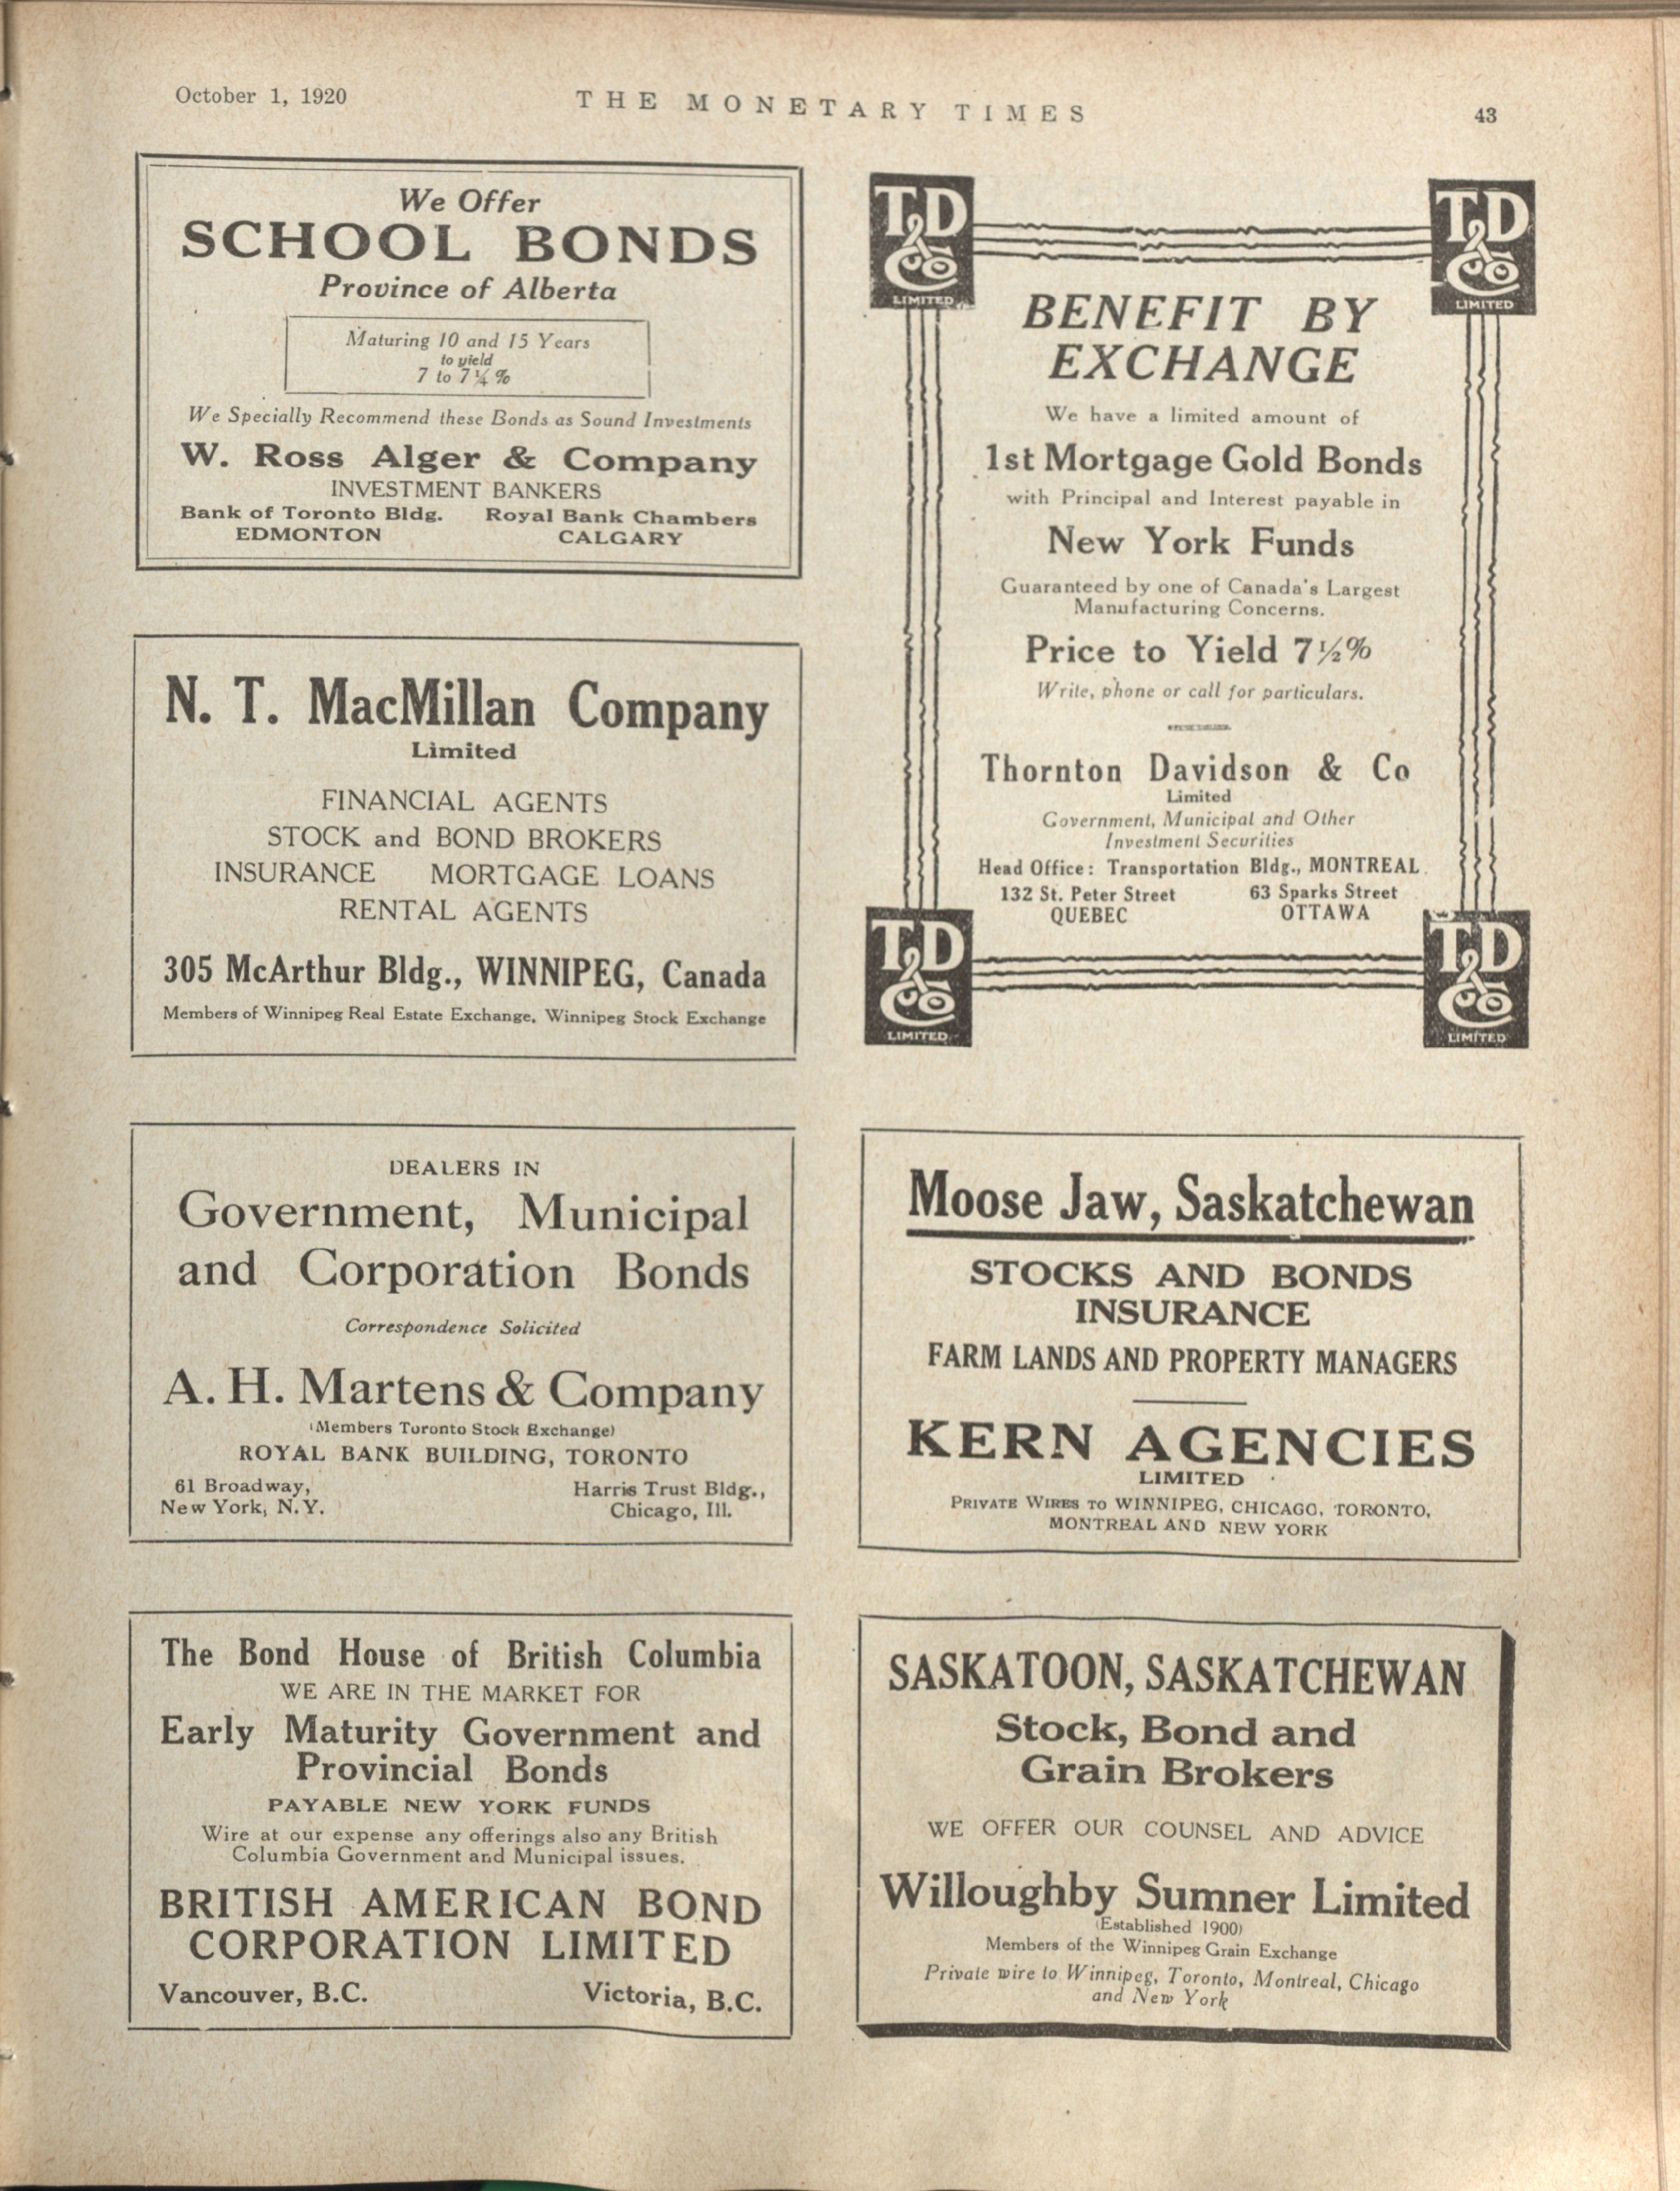 October 1, 1920
THE MONETARY TIMES
43
We Offer
SCHOOL BONDS
Province of Alberta
Maturing 10 and 15 Years
to yield
7 to 7¼%
We Specially Recommend these Bonds as Sound Investments
W. Ross Alger & Company
INVESTMENT BANKERS
Bank of Toronto Bldg. Royal Bank Chambers
EDMONTON CALGARY
N. T. MacMillan Company
Limited
FINANCIAL AGENTS
STOCK and BOND BROKERS
INSURANCE MORTGAGE LOANS
RENTAL AGENTS
305 McArthur Bldg., WINNIPEG, Canada
Members of Winnipeg Real Estate Exchange, Winnipeg Stock Exchange
DEALERS IN
Government, Municipal
and Corporation Bonds
Correspondence Solicited
A. H. Martens & Company
(Members Toronto Stock Exchange)
ROYAL BANK BUILDING, TORONTO
61 Broadway, Harris Trust Bldg.,
New York, N.Y. Chicago, Ill.
The Bond House of British Columbia
WE ARE IN THE MARKET FOR
Early Maturity Government and
Provincial Bonds
PAYABLE NEW YORK FUNDS
Wire at our expense any offerings also any British
Columbia Government and Municipal issues.
BRITISH AMERICAN BOND
CORPORATION LIMITED
Vancouver, B.C. Victoria, B.C.
TD
& Co
LIMITED
TD
& Co
LIMITED
BENEFIT BY
EXCHANGE
We have a limited amount of
1st Mortgage Gold Bonds
with Principal and Interest payable in
New York Funds
Guaranteed by one of Canada's Largest
Manufacturing Concerns.
Price to Yield 7½%
Write, phone or call for particulars.
Thornton Davidson & Co
Limited
Government, Municipal and Other
Investment Securities
Head Office: Transportation Bldg., MONTREAL
132 St. Peter Street 63 Sparks Street
QUEBEC OTTAWA
TD
& Co
LIMITED
TD
& Co
LIMITED
Moose Jaw, Saskatchewan
STOCKS AND BONDS
INSURANCE
FARM LANDS AND PROPERTY MANAGERS
KERN AGENCIES
LIMITED
PRIVATE WIRES TO WINNIPEG, CHICAGO, TORONTO,
MONTREAL AND NEW YORK
SASKATOON, SASKATCHEWAN
Stock, Bond and
Grain Brokers
WE OFFER OUR COUNSEL AND ADVICE
Willoughby Sumner Limited
(Established 1900)
Members of the Winnipeg Grain Exchange
Private wire to Winnipeg, Toronto, Montreal, Chicago
and New York